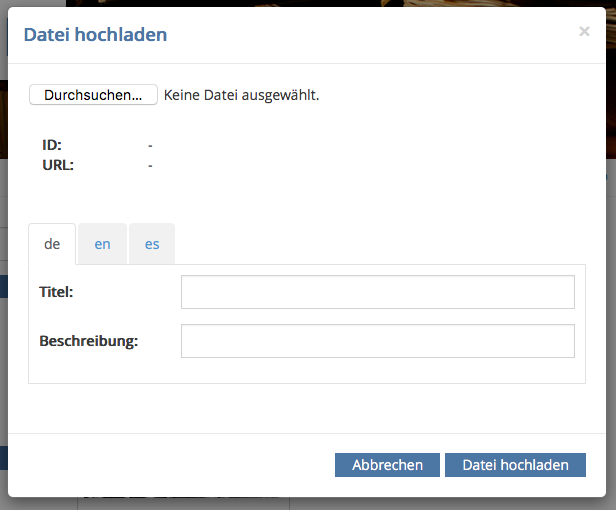 Datei hochladen ×
Durchsuchen... Keine Datei ausgewählt.
ID: -
URL: -
de en es
Titel:
Beschreibung:
Abbrechen Datei hochladen